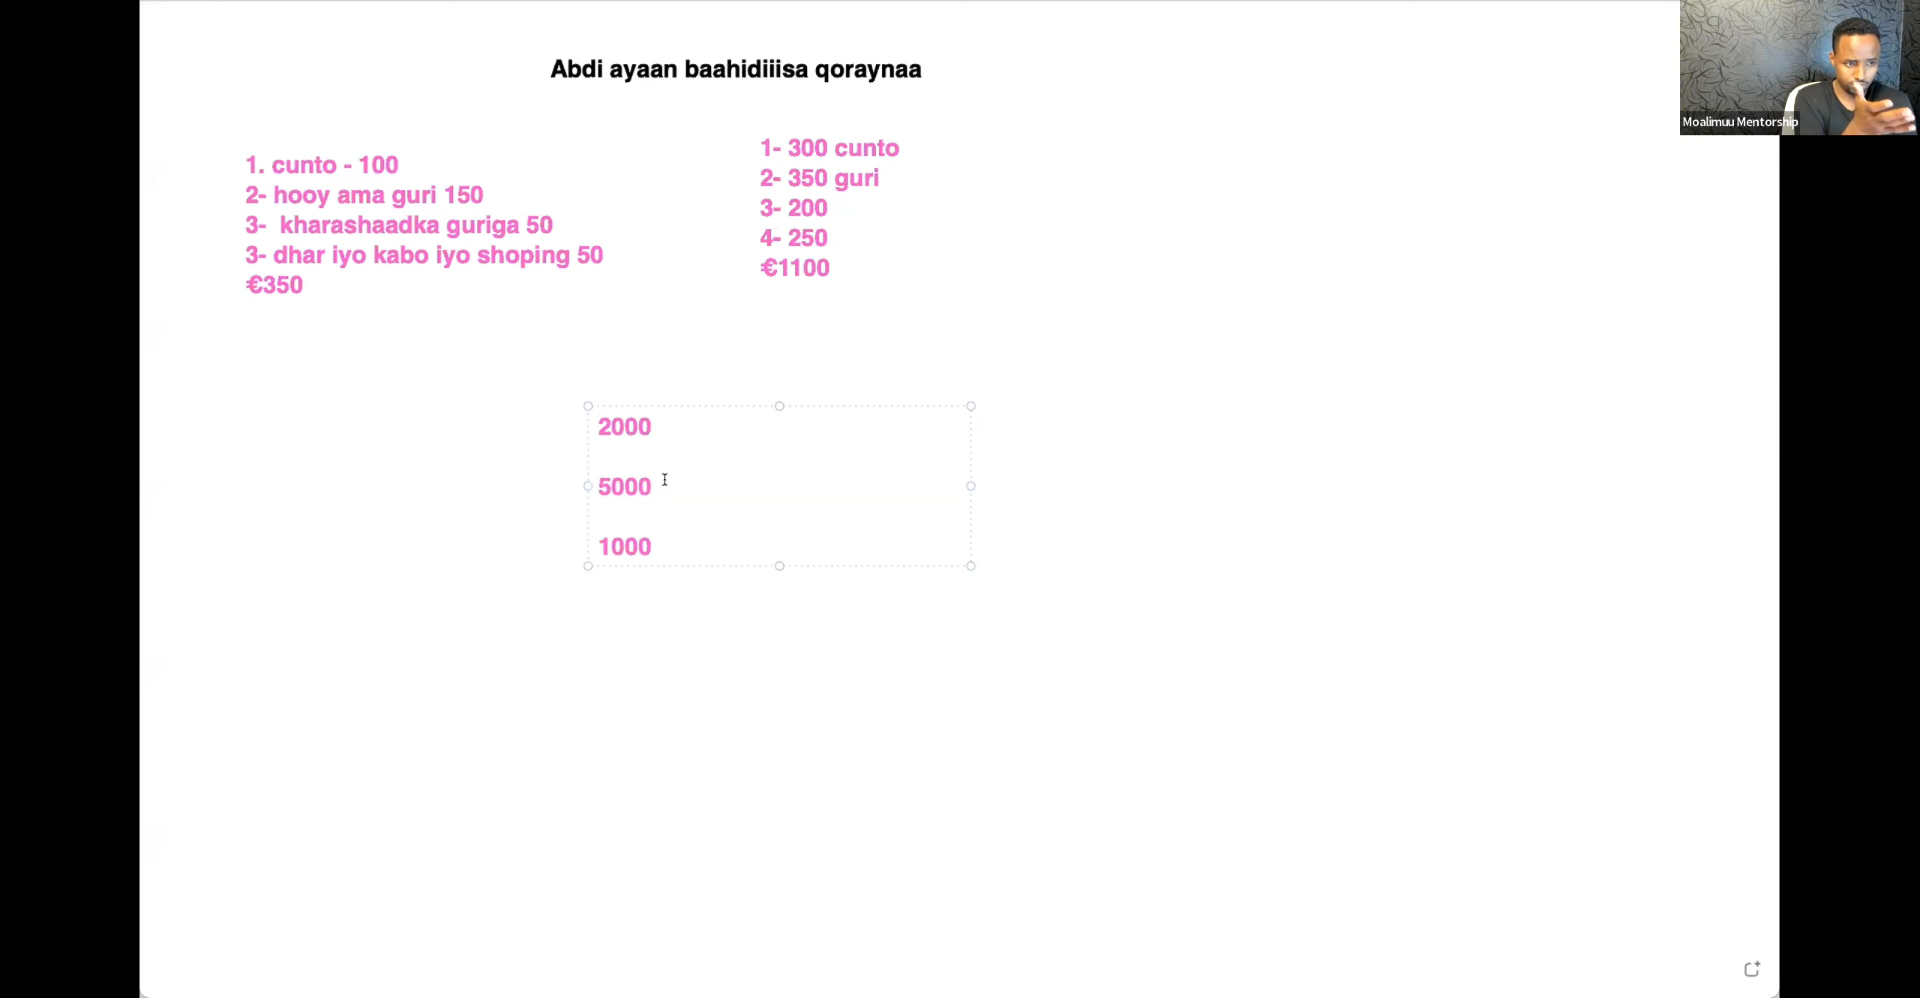 Abdi ayaan baahidiiisa qoraynaa
1. cunto - 100
2- hooy ama guri 150
3- kharashaadka guriga 50
3- dhar iyo kabo iyo shoping 50
€350
1- 300 cunto
2- 350 guri
3- 200
4- 250
€1100
2000
5000
1000
Moalimuu Mentorship